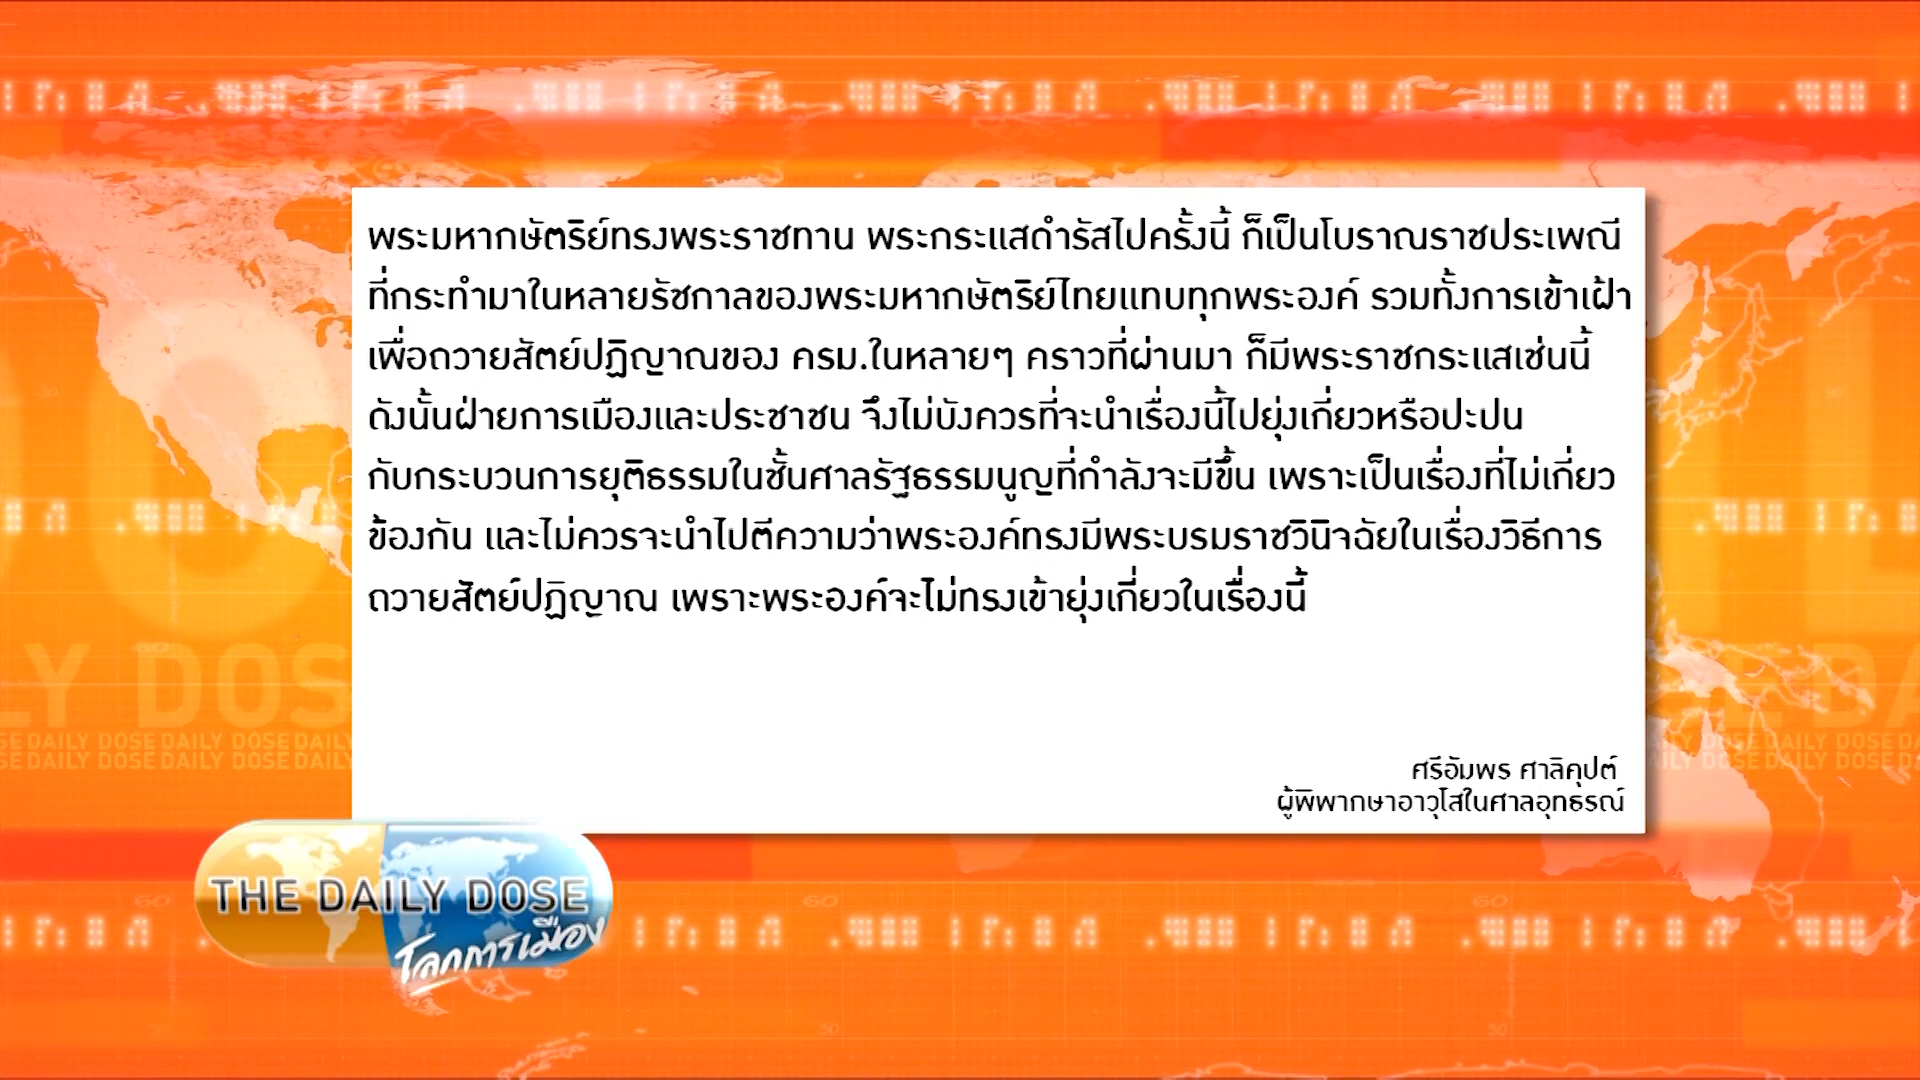 พระมหากษัตริย์ทรงพระราชทาน พระกระแสดำรัสไปครั้งนี้ ก็เป็นโบราณราชประเพณี
ที่กระทำมาในหลายรัชกาลของพระมหากษัตริย์ไทยแทบทุกพระองค์ รวมทั้งการเข้าเฝ้า
เพื่อถวายสัตย์ปฏิญาณของ ครม.ในหลายๆ คราวที่ผ่านมา ก็มีพระราชกระแสเช่นนี้
ดังนั้นฝ่ายการเมืองและประชาชน จึงไม่บังควรที่จะนำเรื่องนี้ไปยุ่งเกี่ยวหรือปะปน
กับกระบวนการยุติธรรมในชั้นศาลรัฐธรรมนูญที่กำลังจะมีขึ้น เพราะเป็นเรื่องที่ไม่เกี่ยว
ข้องกัน และไม่ควรจะนำไปตีความว่าพระองค์ทรงมีพระบรมราชวินิจฉัยในเรื่องวิธีการ
ถวายสัตย์ปฏิญาณ เพราะพระองค์จะไม่ทรงเข้ายุ่งเกี่ยวในเรื่องนี้
ศรีอัมพร ศาลิคุปต์
ผู้พิพากษาอาวุโสในศาลอุทธรณ์
THE DAILY DOSE
โลกการเมือง
LY DOS
SE DAILY DOSE DAILY DOSE DAILY
SE DAILY DOSE DAILY DOSE DAILY